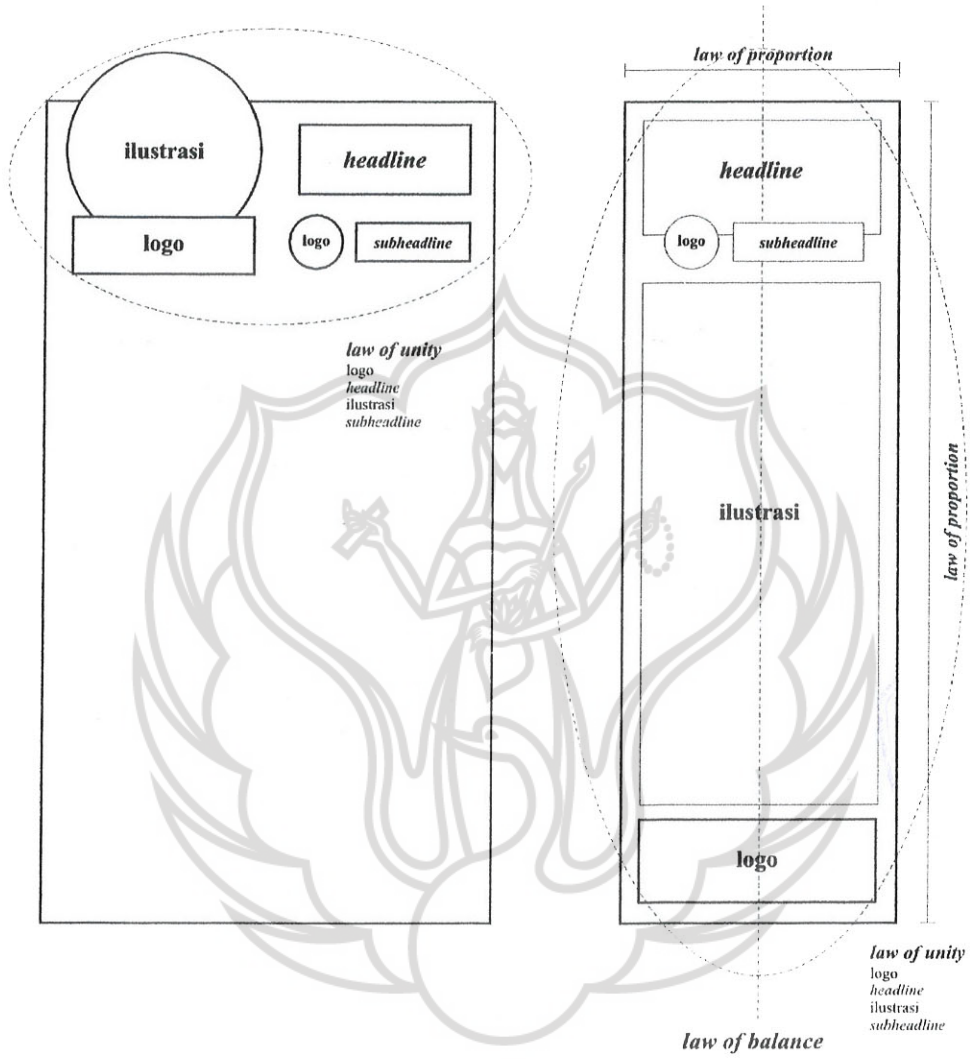 ilustrasi
headline
logo
logo
subheadline
law of unity
logo
headline
ilustrasi
subheadline
law of proportion
headline
logo
subheadline
ilustrasi
law of proportion
logo
law of unity
logo
headline
ilustrasi
subheadline
law of balance